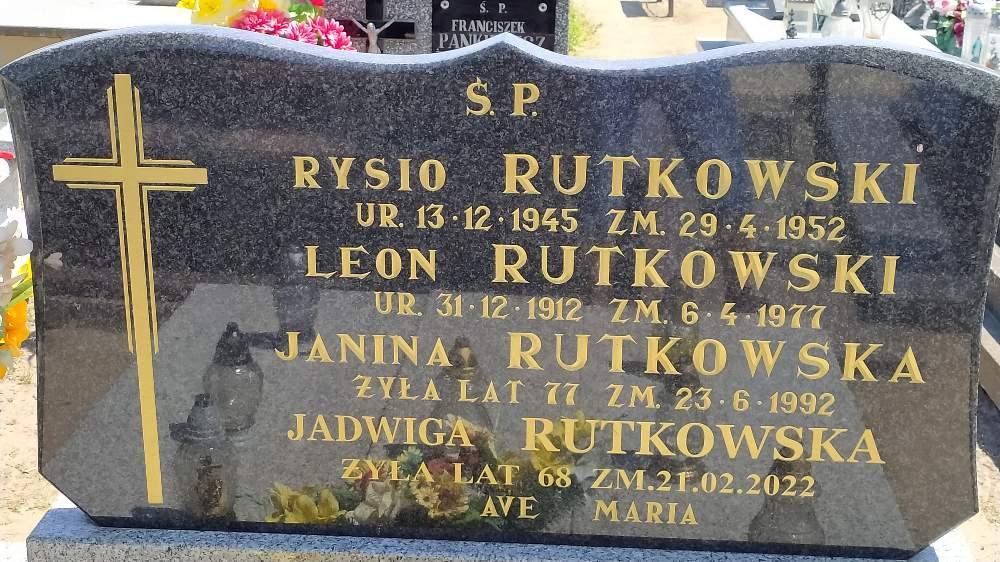 Ś. P.
FRANCISZEK
Ś. P.
RYSIO RUTKOWSKI
UR. 13·12·1945 ZM. 29·4·1952
LEON RUTKOWSKI
UR. 31·12·1912 ZM. 6·4·1977
JANINA RUTKOWSKA
ŻYŁA LAT 77 ZM. 23·6·1992
JADWIGA RUTKOWSKA
ŻYŁA LAT 68 ZM.21.02.2022
AVE MARIA